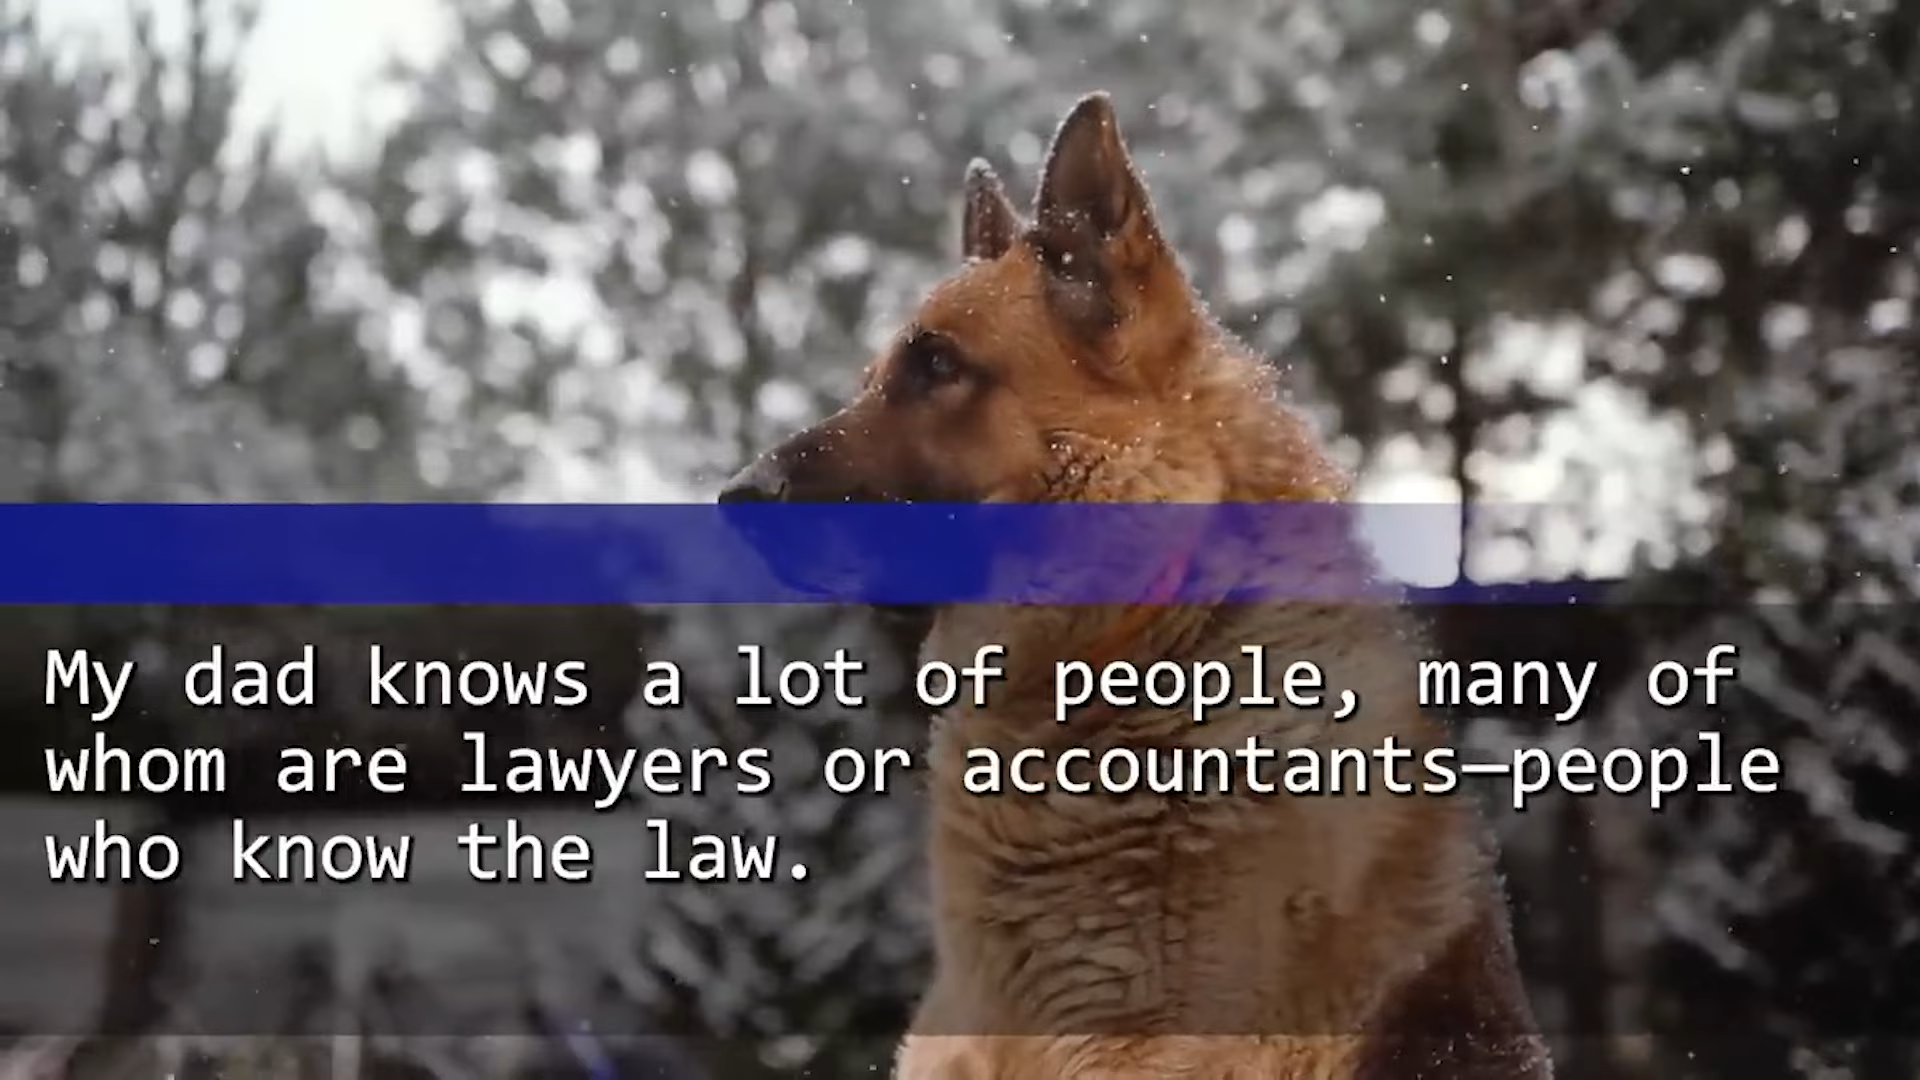 My dad knows a lot of people, many of
whom are lawyers or accountants—people
who know the law.